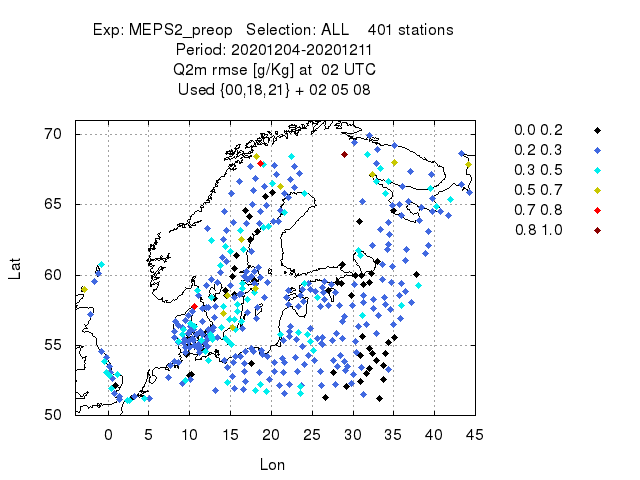 Exp: MEPS2_preop Selection: ALL 401 stations
Period: 20201204-20201211
Q2m rmse [g/Kg] at 02 UTC
Used {00,18,21} + 02 05 08
70
65
60
55
50
Lat
0 5 10 15 20 25 30 35 40 45
Lon
0.0 0.2
0.2 0.3
0.3 0.5
0.5 0.7
0.7 0.8
0.8 1.0